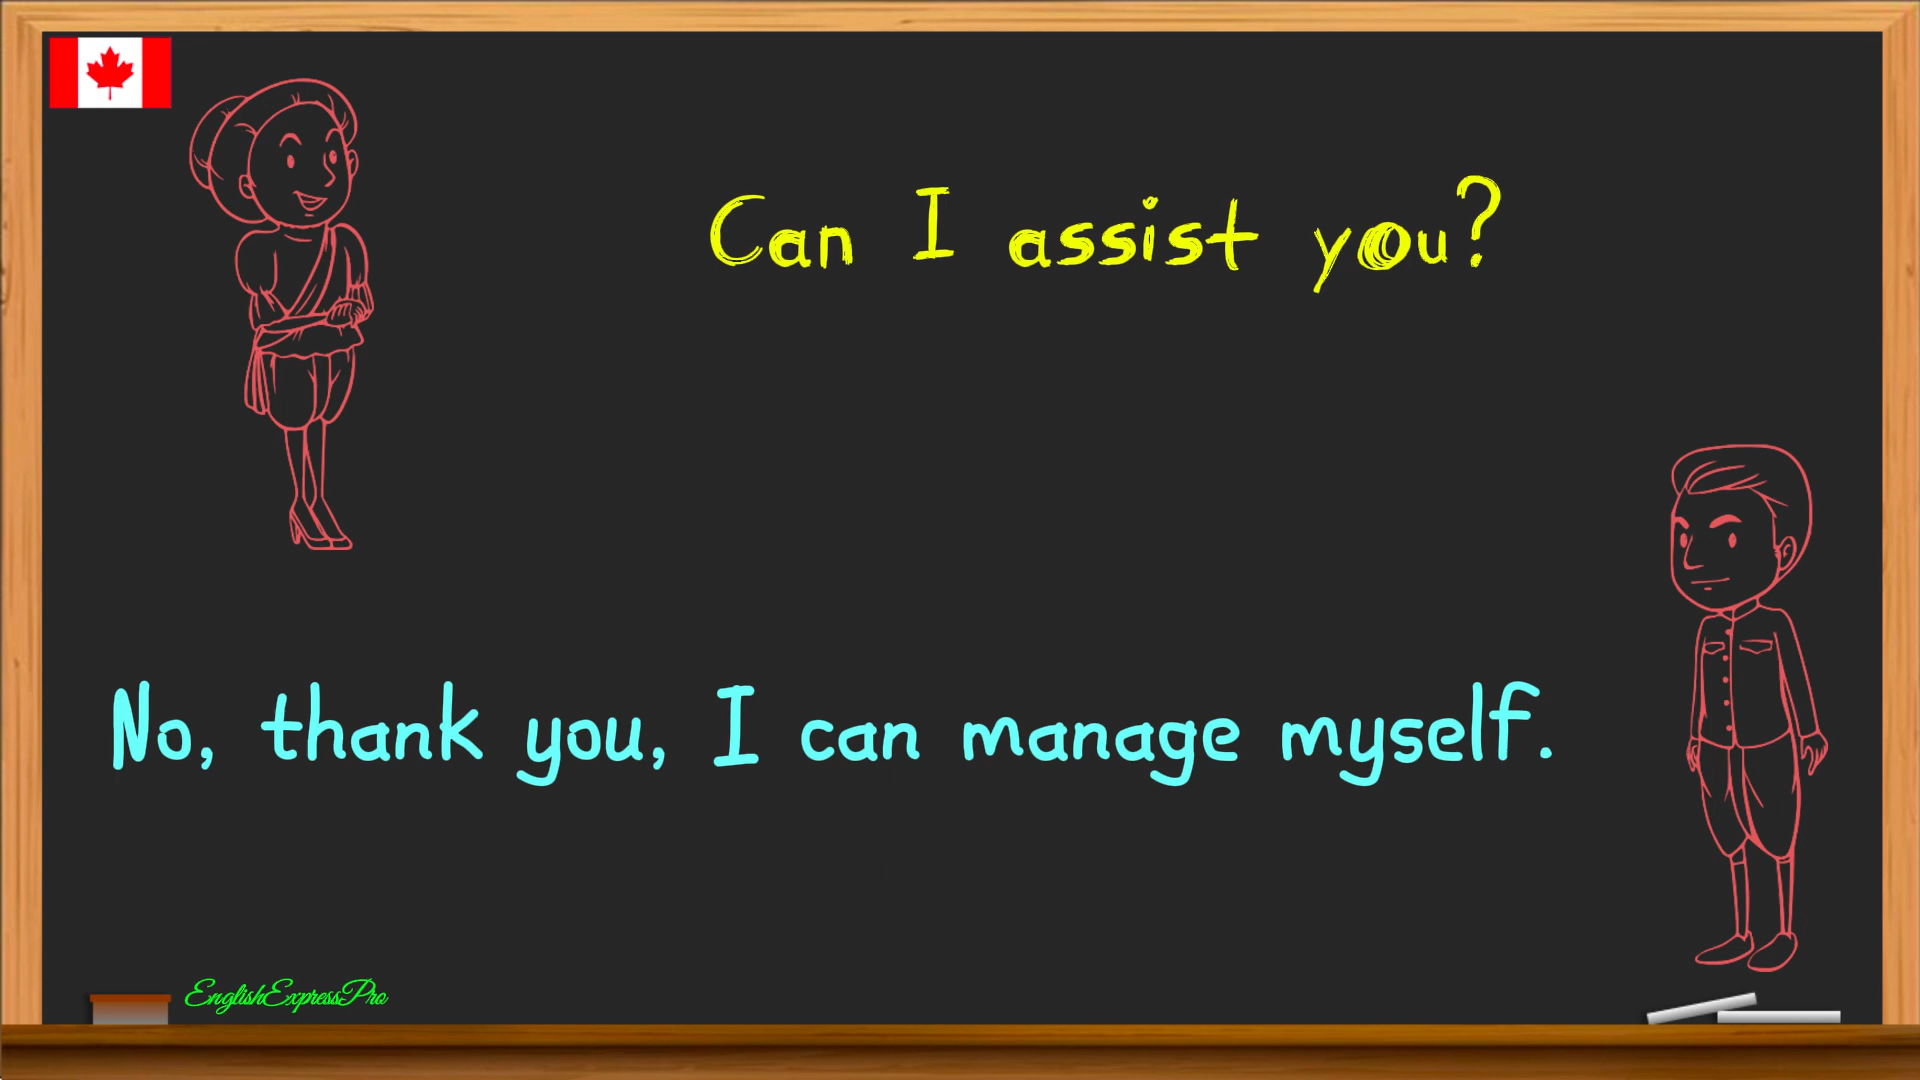 Can I assist you?
No, thank you, I can manage myself.
EnglishExpressPro